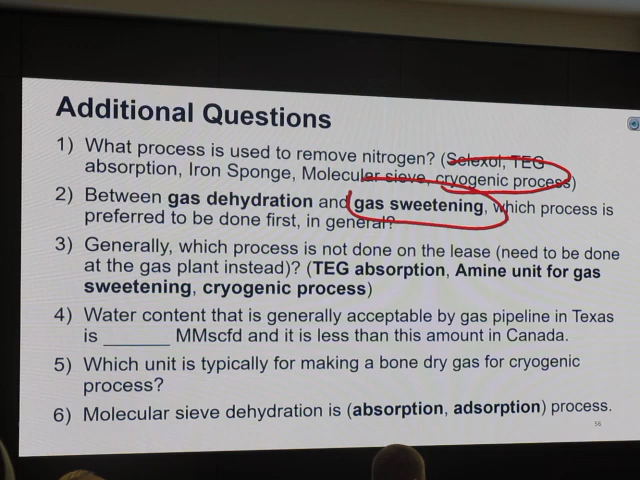 Additional Questions
1) What process is used to remove nitrogen? (Selexol, TEG
absorption, Iron Sponge, Molecular sieve, cryogenic process)
2) Between gas dehydration and gas sweetening, which process is
preferred to be done first, in general?
3) Generally, which process is not done on the lease (need to be done
at the gas plant instead)? (TEG absorption, Amine unit for gas
sweetening, cryogenic process)
4) Water content that is generally acceptable by gas pipeline in Texas
is _______ MMscfd and it is less than this amount in Canada.
5) Which unit is typically for making a bone dry gas for cryogenic
process?
6) Molecular sieve dehydration is (absorption, adsorption) process.
56